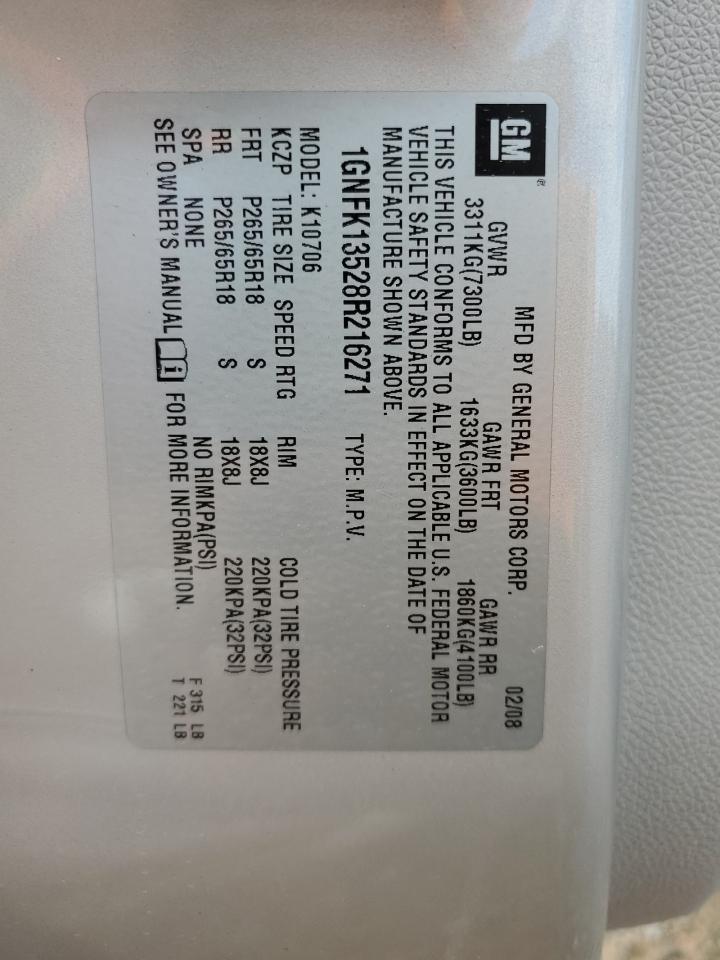 GM®
MFD BY GENERAL MOTORS CORP. 02/08
GVWR GAWR FRT GAWR RR
3311KG(7300LB) 1633KG(3600LB) 1860KG(4100LB)
THIS VEHICLE CONFORMS TO ALL APPLICABLE U.S. FEDERAL MOTOR
VEHICLE SAFETY STANDARDS IN EFFECT ON THE DATE OF
MANUFACTURE SHOWN ABOVE.
1GNFK13528R216271 TYPE: M.P.V.
MODEL: K10706
KCZP TIRE SIZE SPEED RTG RIM COLD TIRE PRESSURE
FRT P265/65R18 S 18X8J 220KPA(32PSI)
RR P265/65R18 S 18X8J 220KPA(32PSI)
SPA NONE NO RIMKPA(PSI) F 315 LB
SEE OWNER'S MANUAL i FOR MORE INFORMATION. T 221 LB